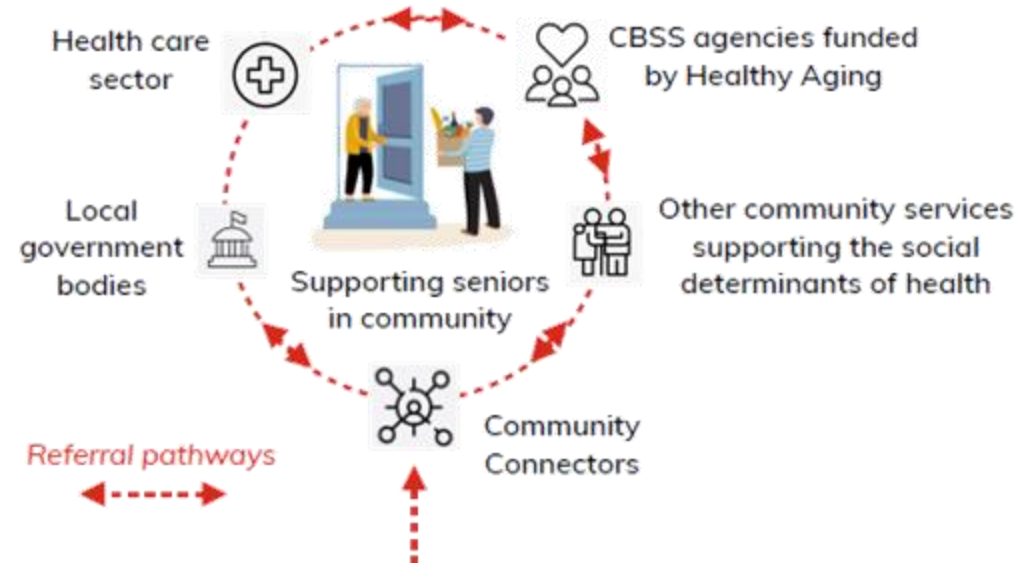 Health care
sector
CBSS agencies funded
by Healthy Aging
Local
government
bodies
Other community services
supporting the social
determinants of health
Supporting seniors
in community
Community
Connectors
Referral pathways